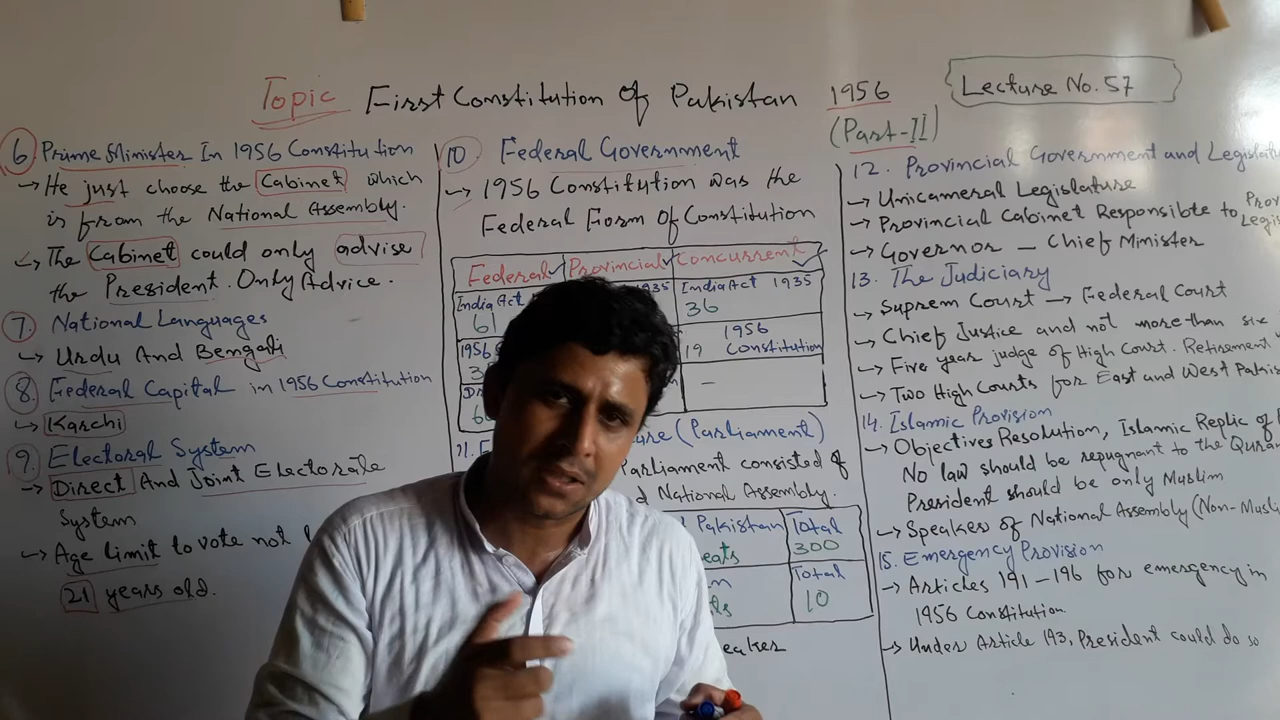 Topic First Constitution of Pakistan 1956
(Part-II)
Lecture No. 57
6 Prime Minister In 1956 Constitution
→ He just choose the Cabinet which
is from the National Assembly.
→ The Cabinet could only advise
the President. Only Advice.
7. National Languages
→ Urdu And Bengali
8. Federal Capital in 1956 Constitution
→ Karchi
9. Electoral System
→ Direct And Joint Electorate
System
→ Age limit to vote not
21 years old.
10 Federal Government
→ 1956 Constitution was the
Federal Form of Constitution
Federal Provincial Concurrent
India Act 1935 India Act 1935
61 36
1956 1956
19 Constitution
–
11. (Parliament)
Parliament consisted of
National Assembly.
Pakistan Total
300
Total
10
12. Provincial Government and
→ Unicameral Legislature
→ Provincial Cabinet Responsible to
→ Governor – Chief Minister
13. The Judiciary
→ Suprem Court → Federal Court
→ Chief Justice and not more than six
→ Five year judge of High Court. Retirement
→ Two High Courts for East and West
14. Islamic Provision
→ Objectives Resolution, Islamic Replic of
No law should be repugnant to the
President should be only Muslim
→ Speakers of National Assembly
15. Emergency Provision
→ Articles 191 – 196 for emergency in
1956 Constitution
→ Under Article 193, President could do so